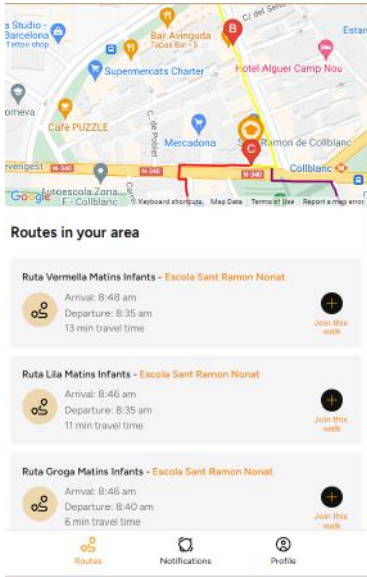 a Studio -
Barcelona
Tattoo shop
Bar Avinguda
Tapas Bar · $
B
C/ del
Estan
Supermercats Charter
Hotel Alguer Camp Nou
omeva
Café PUZZLE
C. de Poblet
Mercadona
Ramon de Collblanc
C
evengest
N-340
N-340
N-340
Collblanc
Autoescola Zona
F - Collblanc
Google
Keyboard shortcuts
Map Data
Terms of Use
Report a map error
Routes in your area
Ruta Vermella Matins Infants - Escola Sant Ramon Nonat
Arrival: 8:48 am
Departure: 8:35 am
13 min travel time
Join this
walk
Ruta Lila Matins Infants - Escola Sant Ramon Nonat
Arrival: 8:46 am
Departure: 8:35 am
11 min travel time
Join this
walk
Ruta Groga Matins Infants - Escola Sant Ramon Nonat
Arrival: 8:46 am
Departure: 8:40 am
6 min travel time
Join this
walk
Routes
Notifications
Profile